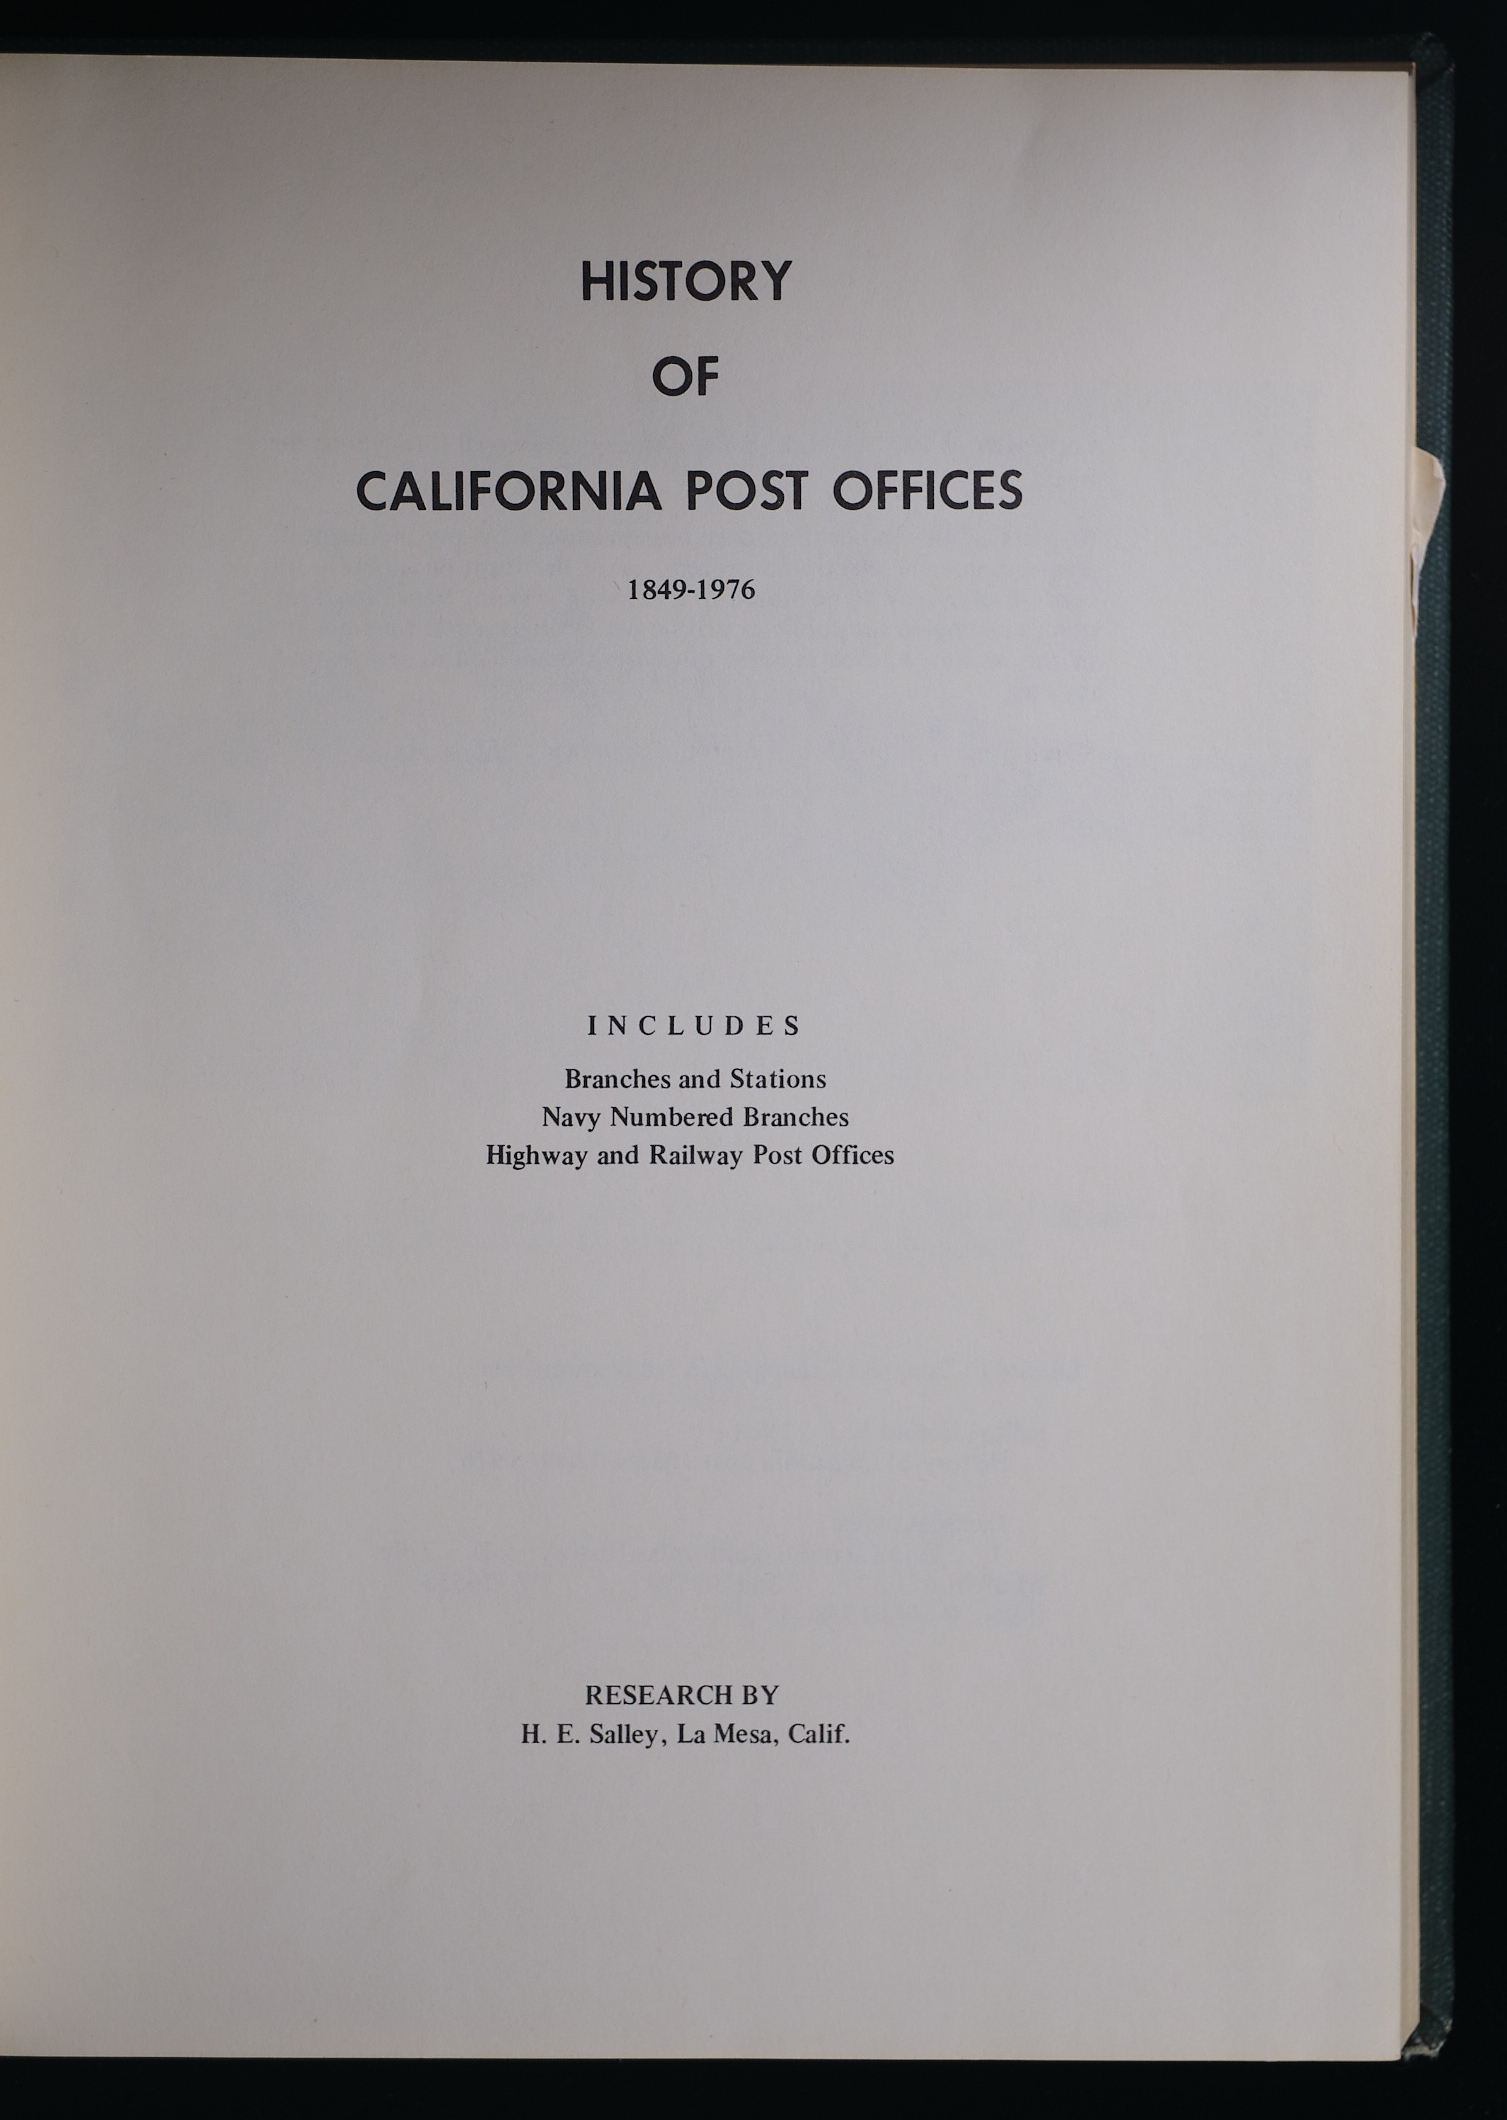 HISTORY
OF
CALIFORNIA POST OFFICES
1849-1976
INCLUDES
Branches and Stations
Navy Numbered Branches
Highway and Railway Post Offices
RESEARCH BY
H. E. Salley, La Mesa, Calif.